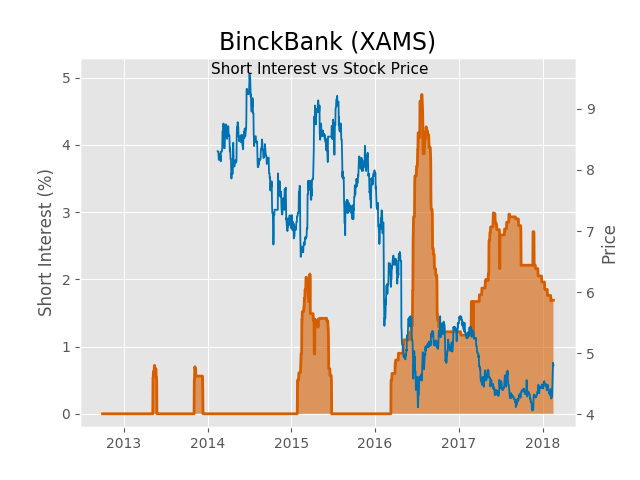 BinckBank (XAMS)
Short Interest vs Stock Price
Short Interest (%)
5
4
3
2
1
0
9
8
7
6
5
4
Price
2013 2014 2015 2016 2017 2018